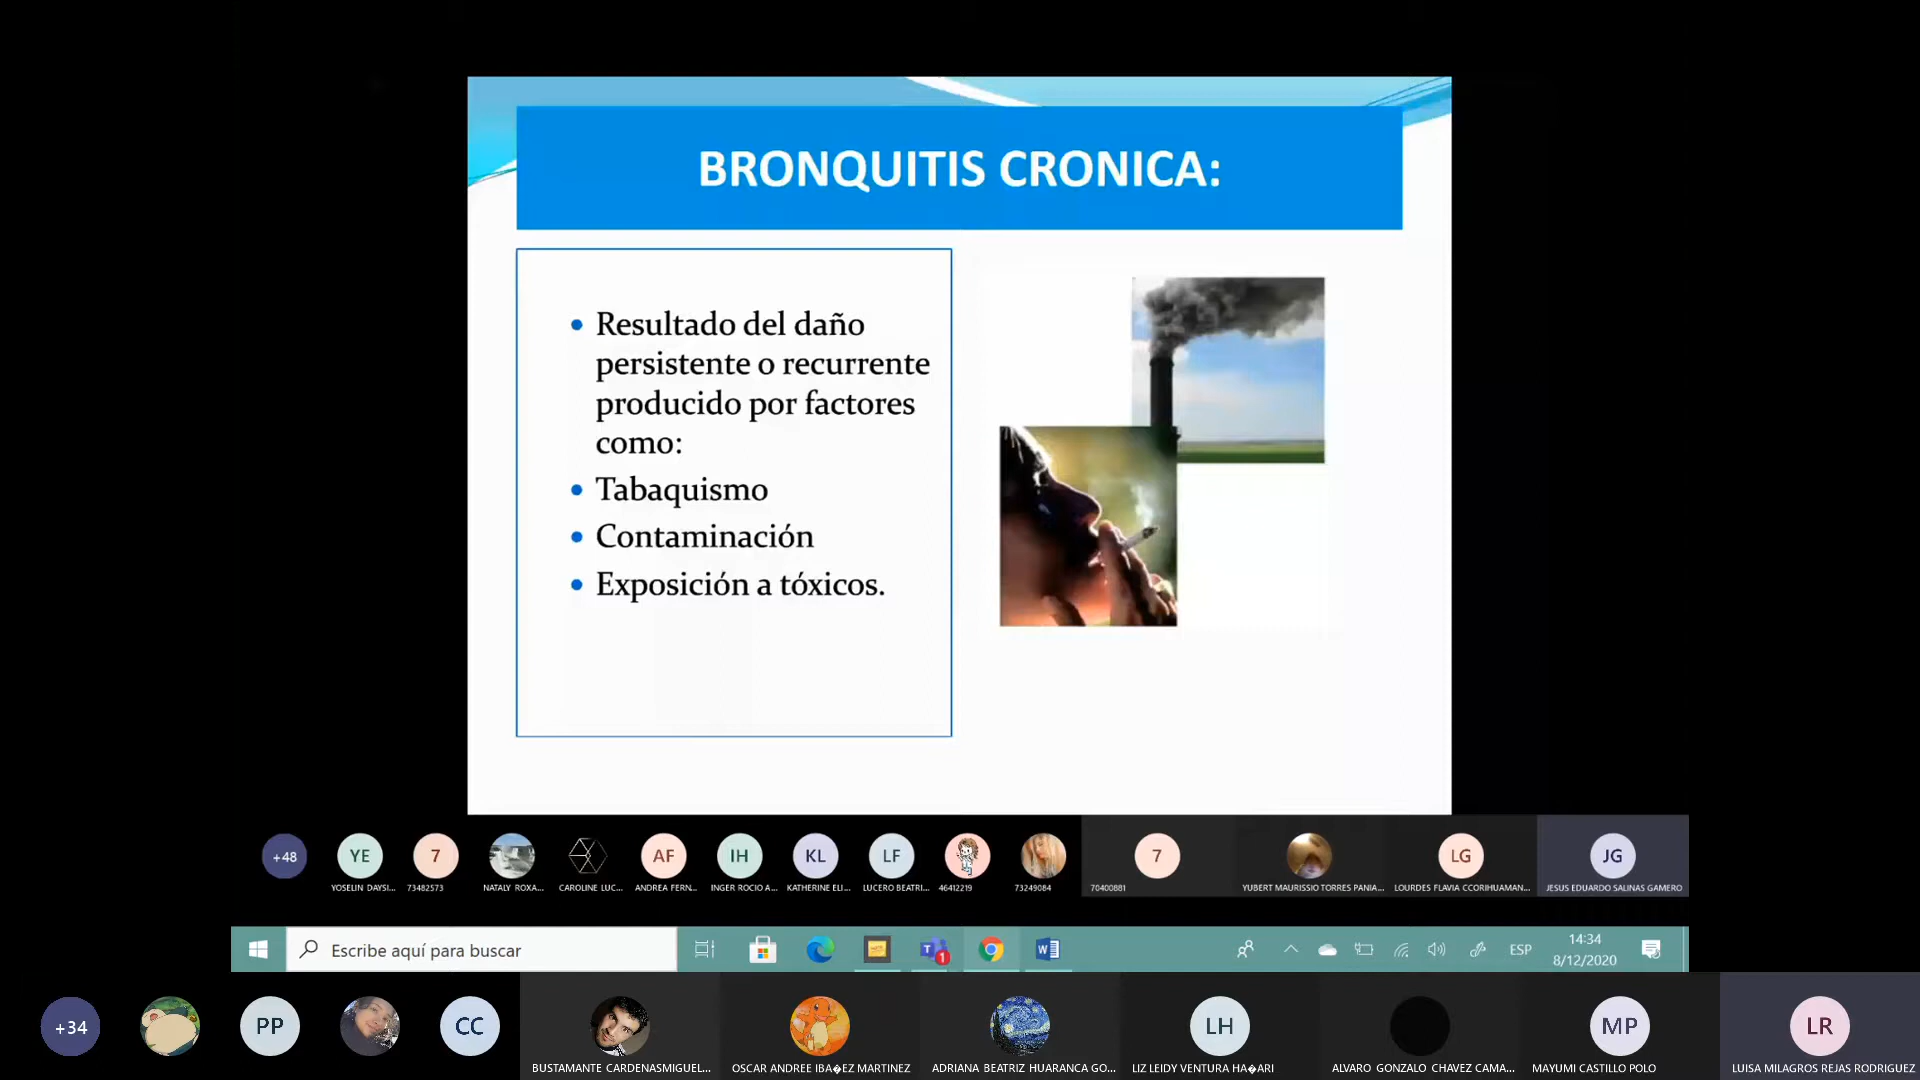 BRONQUITIS CRONICA:
• Resultado del daño
persistente o recurrente
producido por factores
como:
• Tabaquismo
• Contaminación
• Exposición a tóxicos.
+48
YE
7
AF
IH
KL
LF
7
LG
JG
YOSELIN DAYSI...
73482573
NATALY ROXA...
CAROLINE LUC...
ANDREA FERN...
INGER ROCIO A...
KATHERINE ELI...
LUCERO BEATRI...
46412219
73249084
70400881
YUBERT MAURISSIO TORRES PANIA...
LOURDES FLAVIA CCORIHUAMAN...
JESUS EDUARDO SALINAS GAMERO
Escribe aquí para buscar
T
1
W
ESP
14:34
8/12/2020
+34
PP
CC
LH
MP
LR
BUSTAMANTE CARDENASMIGUEL...
OSCAR ANDREE IBA�EZ MARTINEZ
ADRIANA BEATRIZ HUARANCA GO...
LIZ LEIDY VENTURA HA�ARI
ALVARO GONZALO CHAVEZ CAMA...
MAYUMI CASTILLO POLO
LUISA MILAGROS REJAS RODRIGUEZ